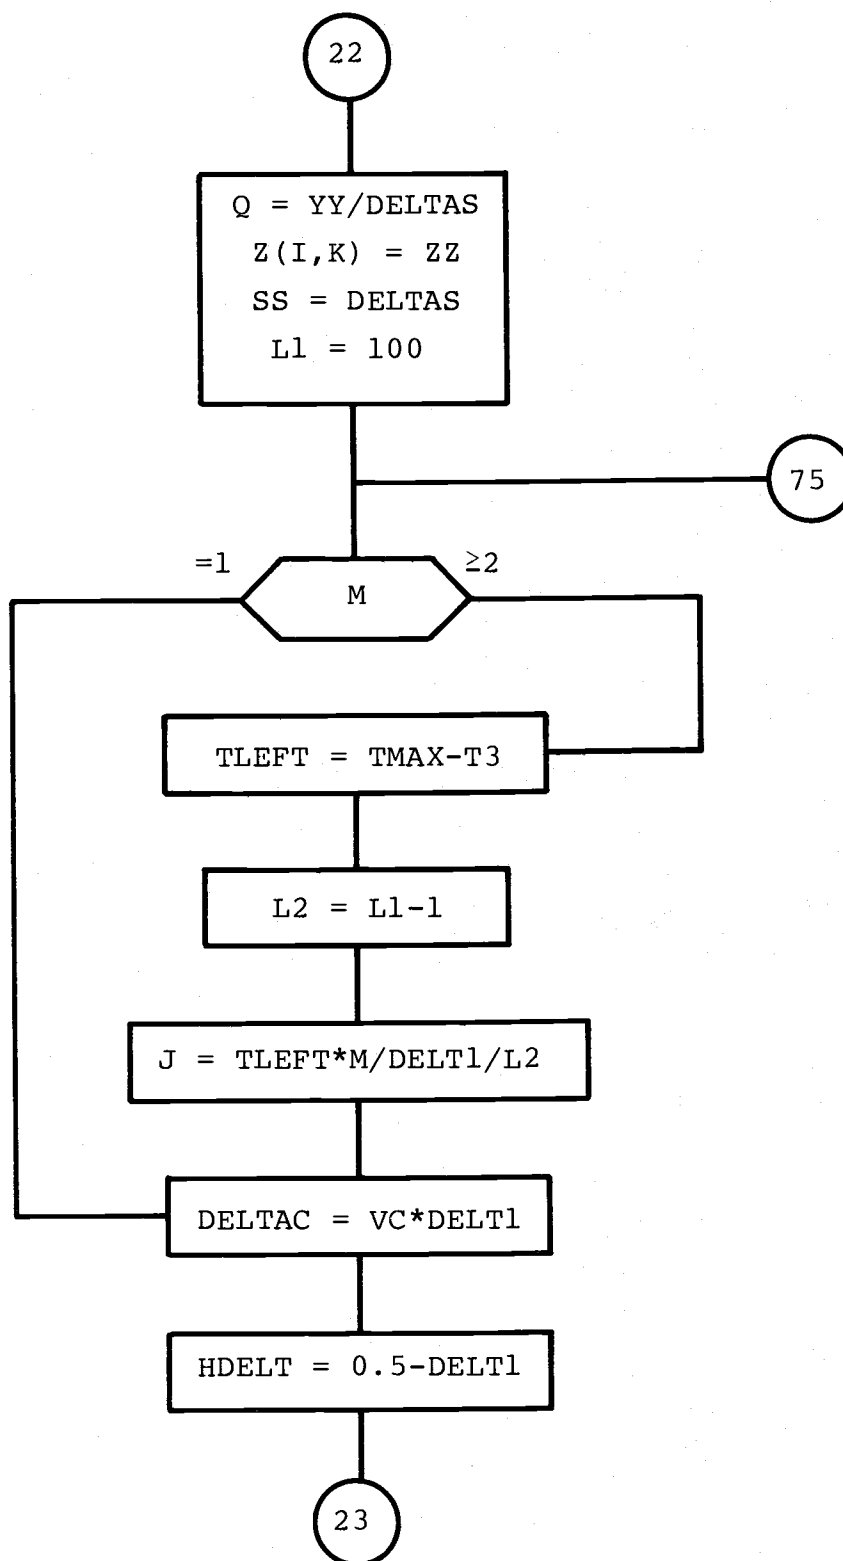 22
Q = YY/DELTAS
Z(I,K) = ZZ
SS = DELTAS
L1 = 100
75
=1
≥2
M
TLEFT = TMAX-T3
L2 = L1-1
J = TLEFT*M/DELT1/L2
DELTAC = VC*DELT1
HDELT = 0.5-DELT1
23